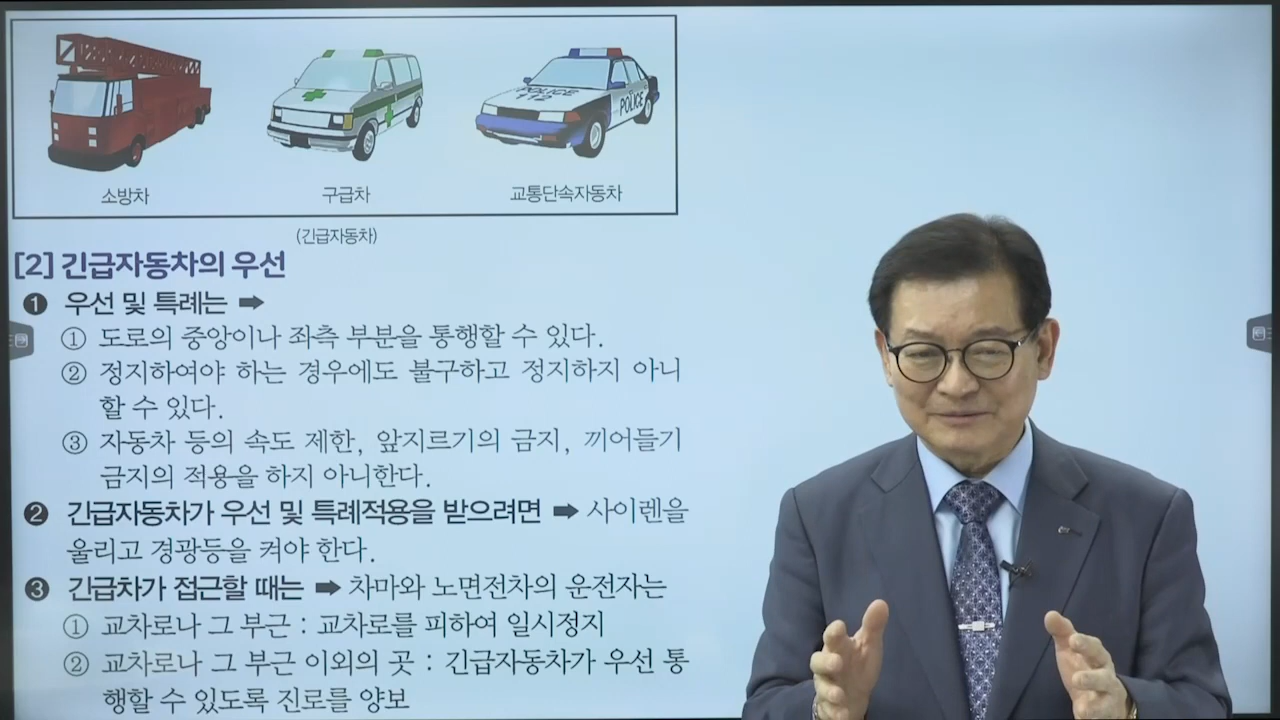 POLICE
112
POLICE
소방차
구급차
교통단속자동차
(긴급자동차)
[2] 긴급자동차의 우선
❶ 우선 및 특례는 ➡
① 도로의 중앙이나 좌측 부분을 통행할 수 있다.
② 정지하여야 하는 경우에도 불구하고 정지하지 아니
할 수 있다.
③ 자동차 등의 속도 제한, 앞지르기의 금지, 끼어들기
금지의 적용을 하지 아니한다.
❷ 긴급자동차가 우선 및 특례적용을 받으려면 ➡ 사이렌을
울리고 경광등을 켜야 한다.
❸ 긴급차가 접근할 때는 ➡ 차마와 노면전차의 운전자는
① 교차로나 그 부근 : 교차로를 피하여 일시정지
② 교차로나 그 부근 이외의 곳 : 긴급자동차가 우선 통
행할 수 있도록 진로를 양보